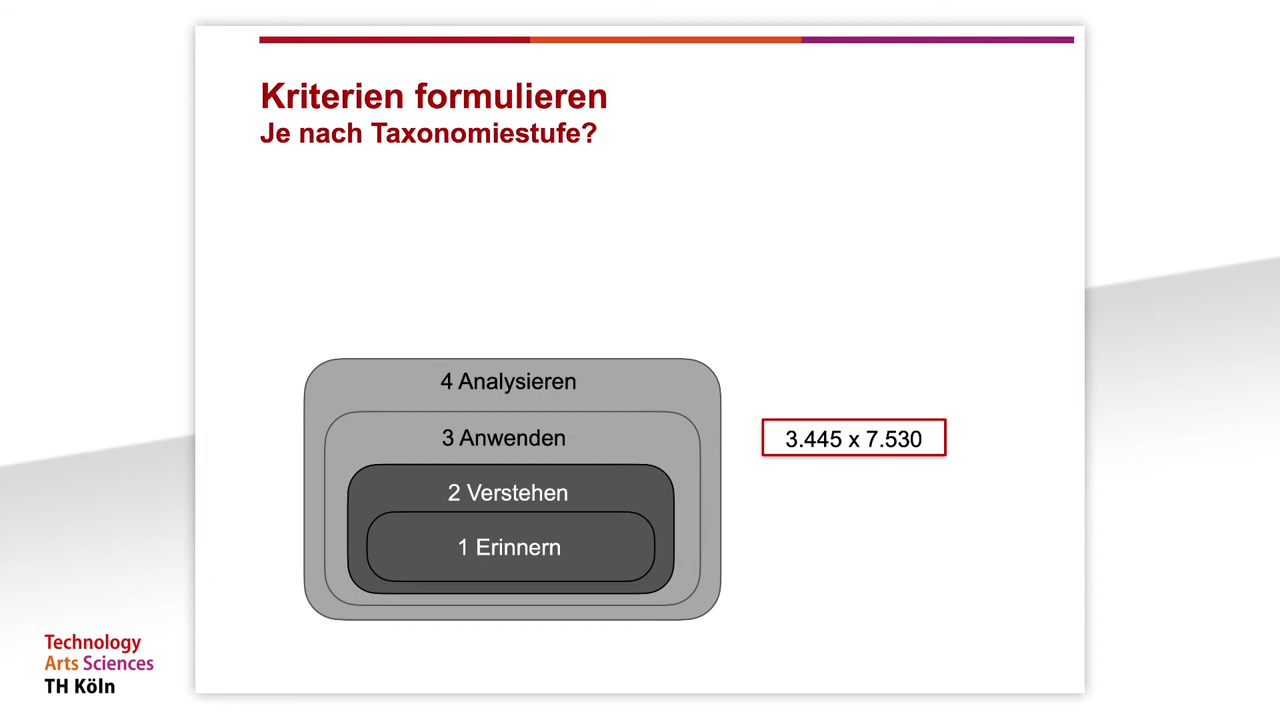 Kriterien formulieren
Je nach Taxonomiestufe?
4 Analysieren
3 Anwenden
3.445 x 7.530
2 Verstehen
1 Erinnern
Technology
Arts Sciences
TH Köln